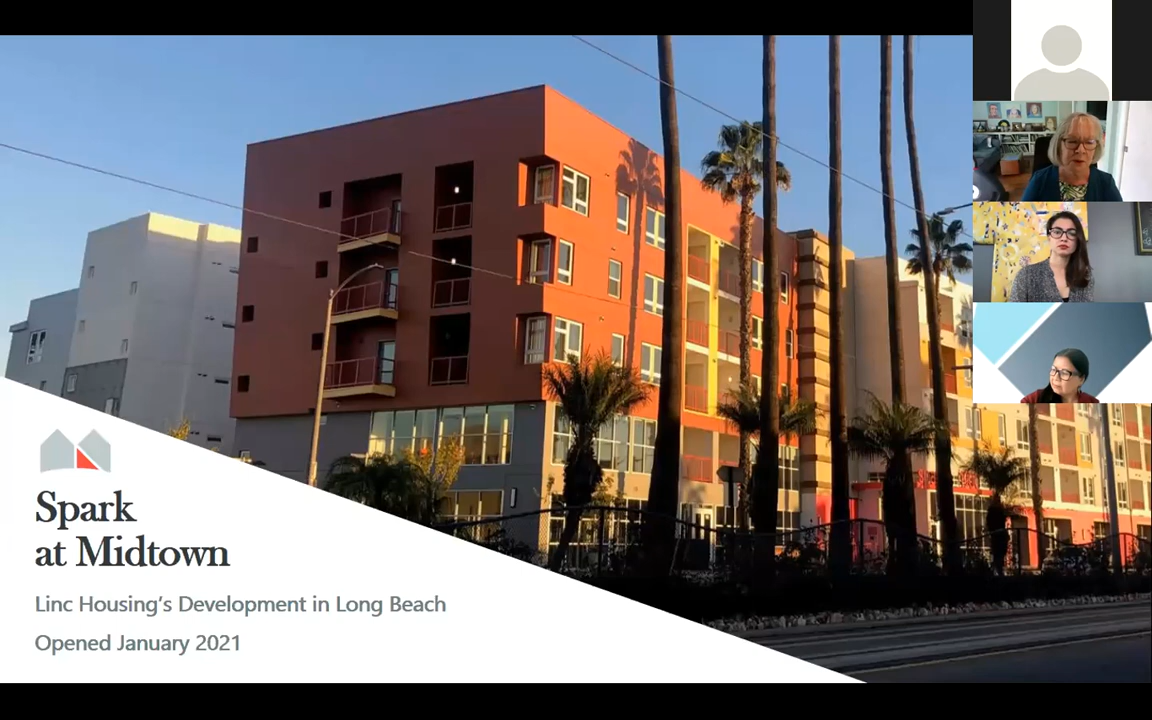 Spark
at Midtown
Linc Housing’s Development in Long Beach
Opened January 2021